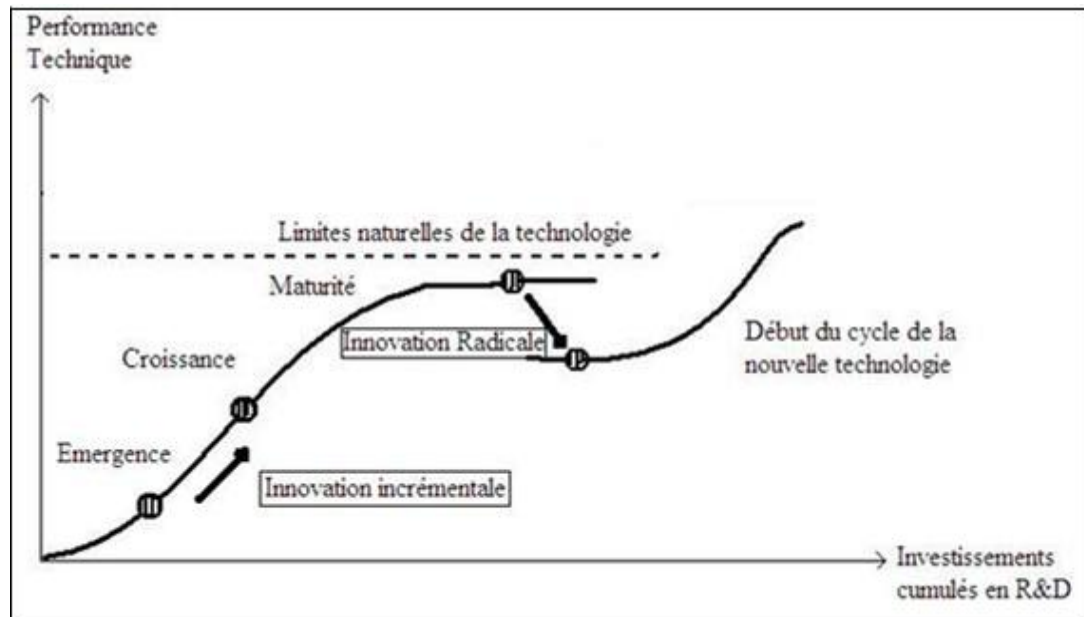 Performance
Technique
Limites naturelles de la technologie
Maturité
Innovation Radicale
Croissance
Début du cycle de la
nouvelle technologie
Emergence
Innovation incrémentale
Investissements
cumulés en R&D